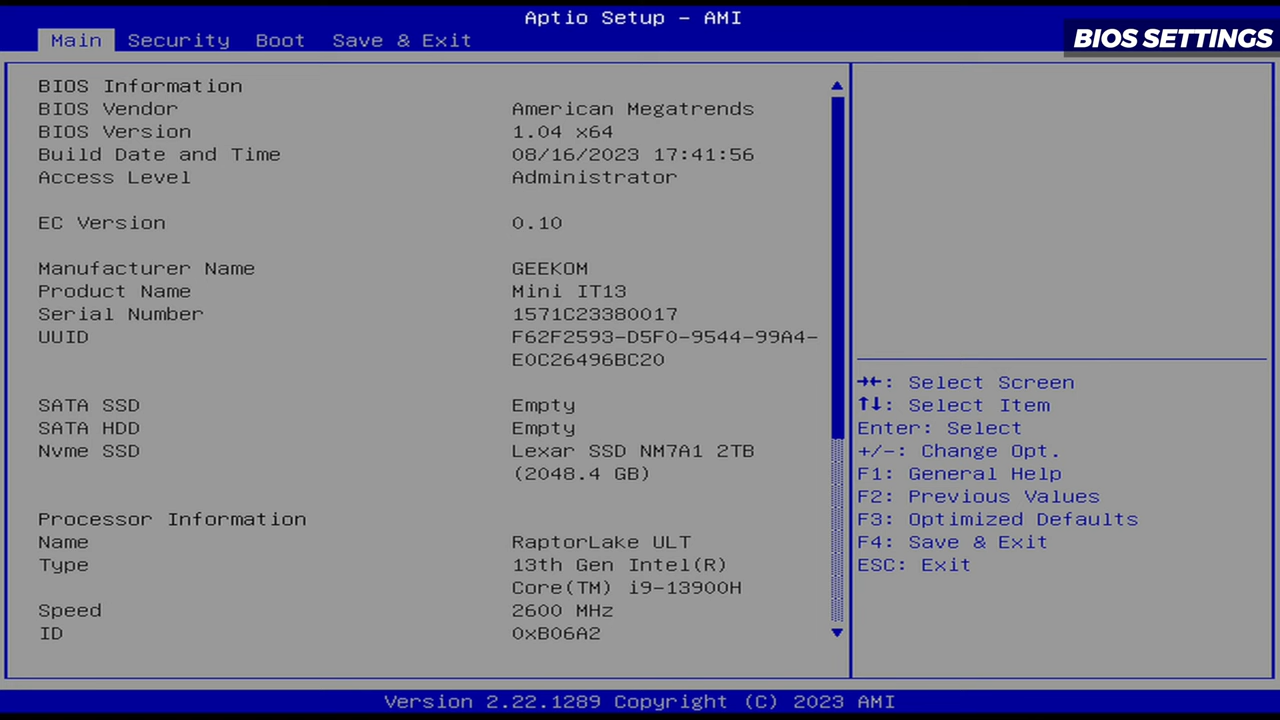 Aptio Setup – AMI
Main Security Boot Save & Exit
BIOS SETTINGS
BIOS Information
BIOS Vendor American Megatrends
BIOS Version 1.04 x64
Build Date and Time 08/16/2023 17:41:56
Access Level Administrator
EC Version 0.10
Manufacturer Name GEEKOM
Product Name Mini IT13
Serial Number 1571C23380017
UUID F62F2593-D5F0-9544-99A4-
E0C26496BC20
SATA SSD Empty
SATA HDD Empty
Nvme SSD Lexar SSD NM7A1 2TB
(2048.4 GB)
Processor Information
Name RaptorLake ULT
Type 13th Gen Intel(R)
Core(TM) i9-13900H
Speed 2600 MHz
ID 0xB06A2
→←: Select Screen
↑↓: Select Item
Enter: Select
+/-: Change Opt.
F1: General Help
F2: Previous Values
F3: Optimized Defaults
F4: Save & Exit
ESC: Exit
Version 2.22.1289 Copyright (C) 2023 AMI